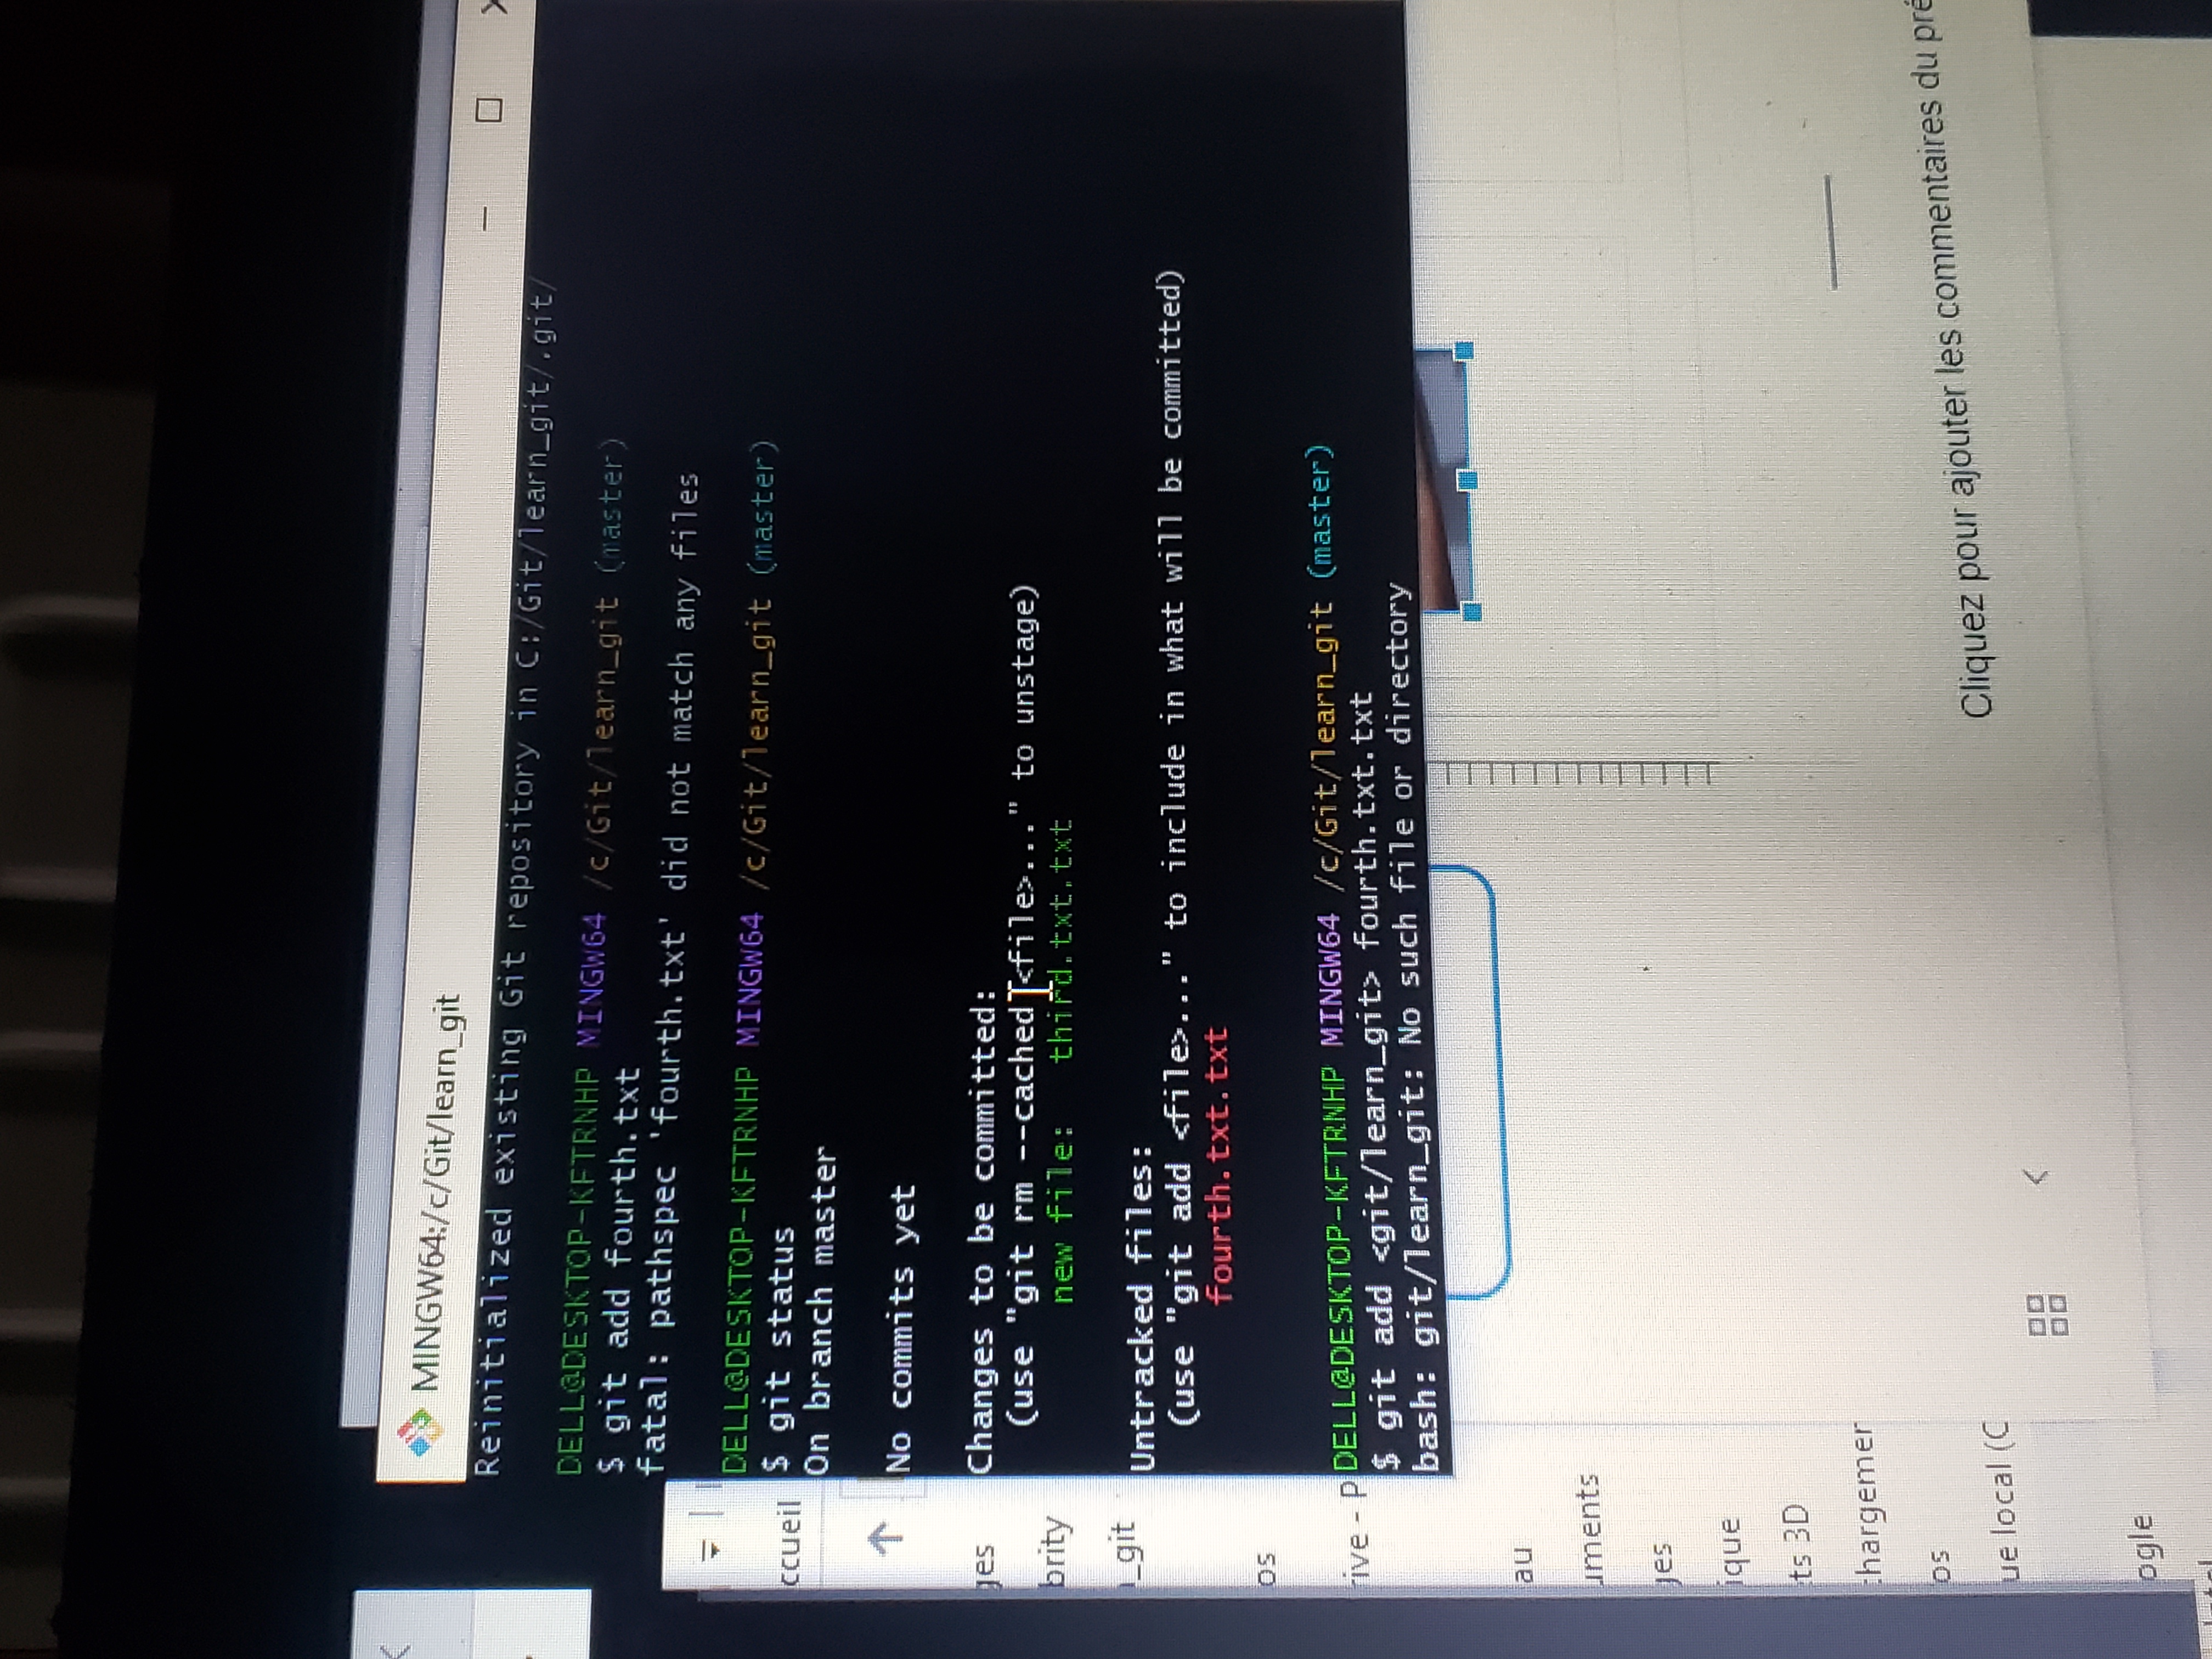 MINGW64:/c/Git/learn_git
Reinitialized existing Git repository in C:/Git/learn_git/.git/
DELL@DESKTOP-KFTRNHP MINGW64 /c/Git/learn_git (master)
$ git add fourth.txt
fatal: pathspec 'fourth.txt' did not match any files
DELL@DESKTOP-KFTRNHP MINGW64 /c/Git/learn_git (master)
$ git status
On branch master
No commits yet
Changes to be committed:
(use "git rm --cached <file>..." to unstage)
new file: third.txt.txt
Untracked files:
(use "git add <file>..." to include in what will be committed)
fourth.txt.txt
DELL@DESKTOP-KFTRNHP MINGW64 /c/Git/learn_git (master)
$ git add <git/learn_git> fourth.txt.txt
bash: git/learn_git: No such file or directory
ccueil
ges
brity
_git
os
rive - P
au
uments
ges
ique
ts 3D
chargemer
os
ue local (C
ogle
Cliquez pour ajouter les commentaires du pré